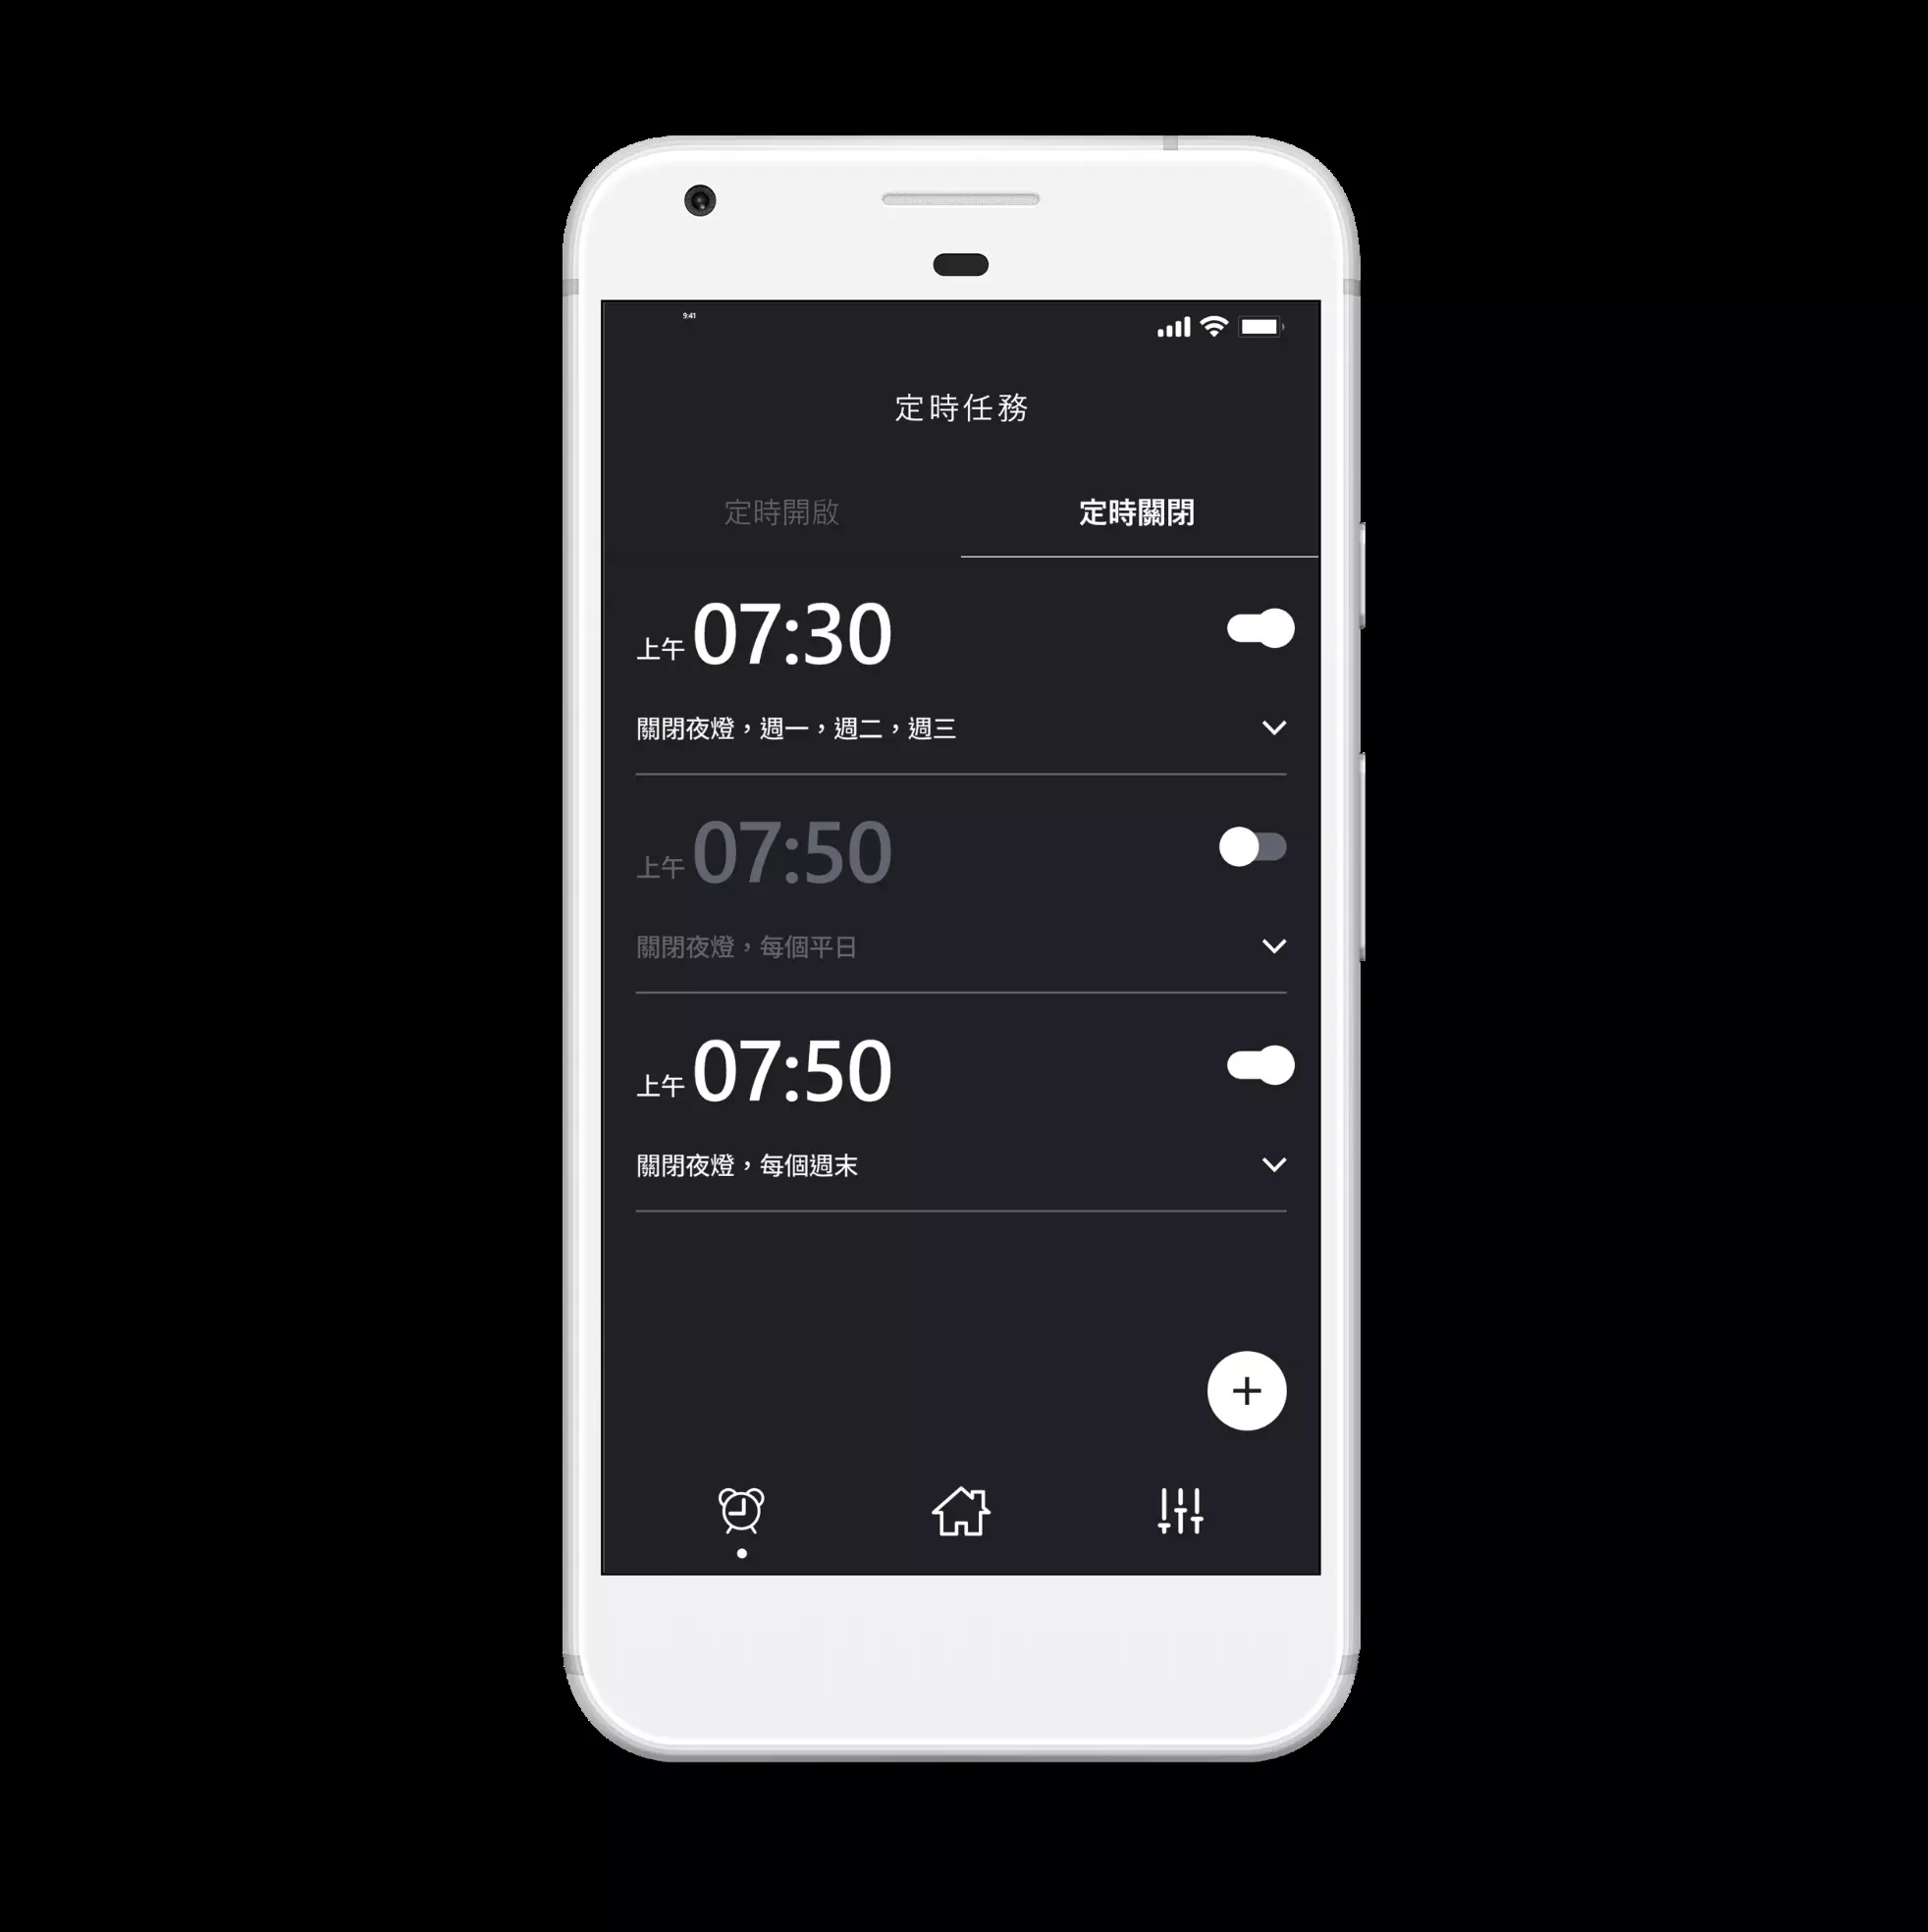 9:41
定時任務
定時開啟 定時關閉
上午 07:30
關閉夜燈，週一，週二，週三
上午 07:50
關閉夜燈，每個平日
上午 07:50
關閉夜燈，每個週末